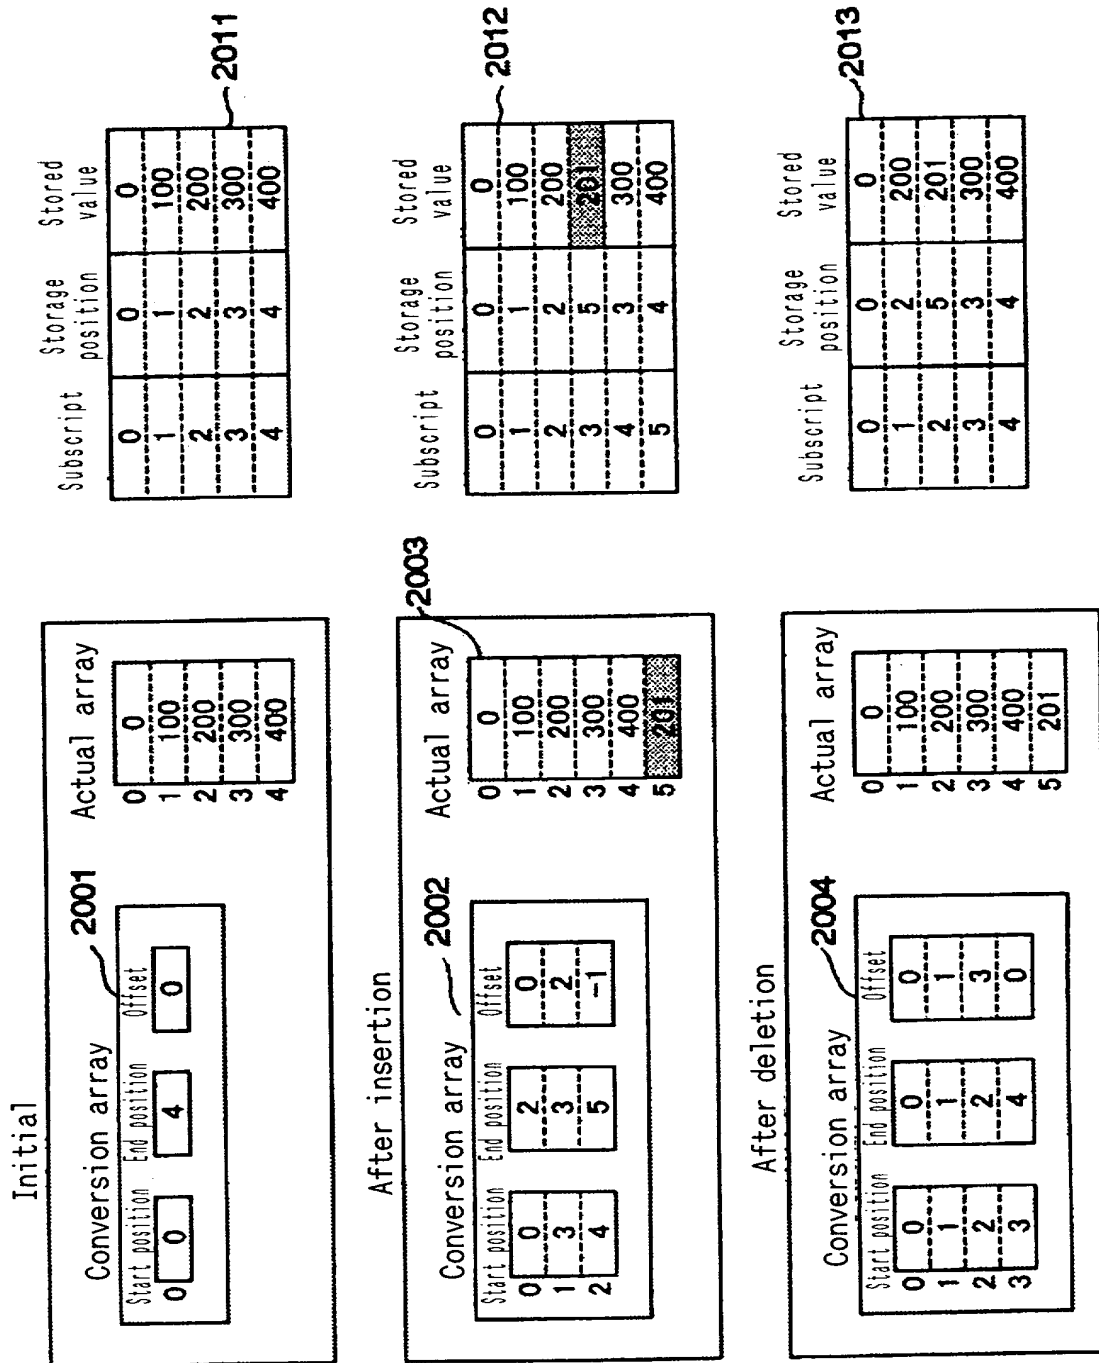 Initial
Conversion array
2001
Start position End position Offset
0 0 4 0
Actual array
0 0
1 100
2 200
3 300
4 400
Subscript Storage position Stored value
0 0 0
1 1 100
2 2 200
3 3 300
4 4 400
2011
After insertion
Conversion array
2002
Start position End position Offset
0 0 2 0
1 3 3 2
2 4 5 -1
Actual array
2003
0 0
1 100
2 200
3 300
4 400
5 201
Subscript Storage position Stored value
0 0 0
1 1 100
2 2 200
3 5 201
4 3 300
5 4 400
2012
After deletion
Conversion array
2004
Start position End position Offset
0 0 0 0
1 1 1 1
2 2 2 3
3 3 4 0
Actual array
0 0
1 100
2 200
3 300
4 400
5 201
Subscript Storage position Stored value
0 0 0
1 2 200
2 5 201
3 3 300
4 4 400
2013